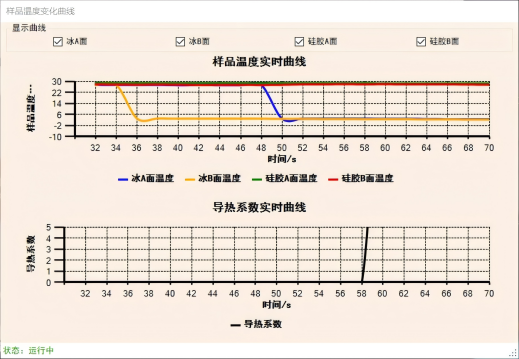 样品温度变化曲线
显示曲线
冰A面 冰B面 硅胶A面 硅胶B面
样品温度实时曲线
样品温度...
30
22
14
6
-2
-10
32 34 36 38 40 42 44 46 48 50 52 54 56 58 60 62 64 66 68 70
时间/s
冰A面温度 冰B面温度 硅胶A面温度 硅胶B面温度
导热系数实时曲线
导热系数
5
4
3
2
1
0
32 34 36 38 40 42 44 46 48 50 52 54 56 58 60 62 64 66 68 70
时间/s
导热系数
状态：运行中